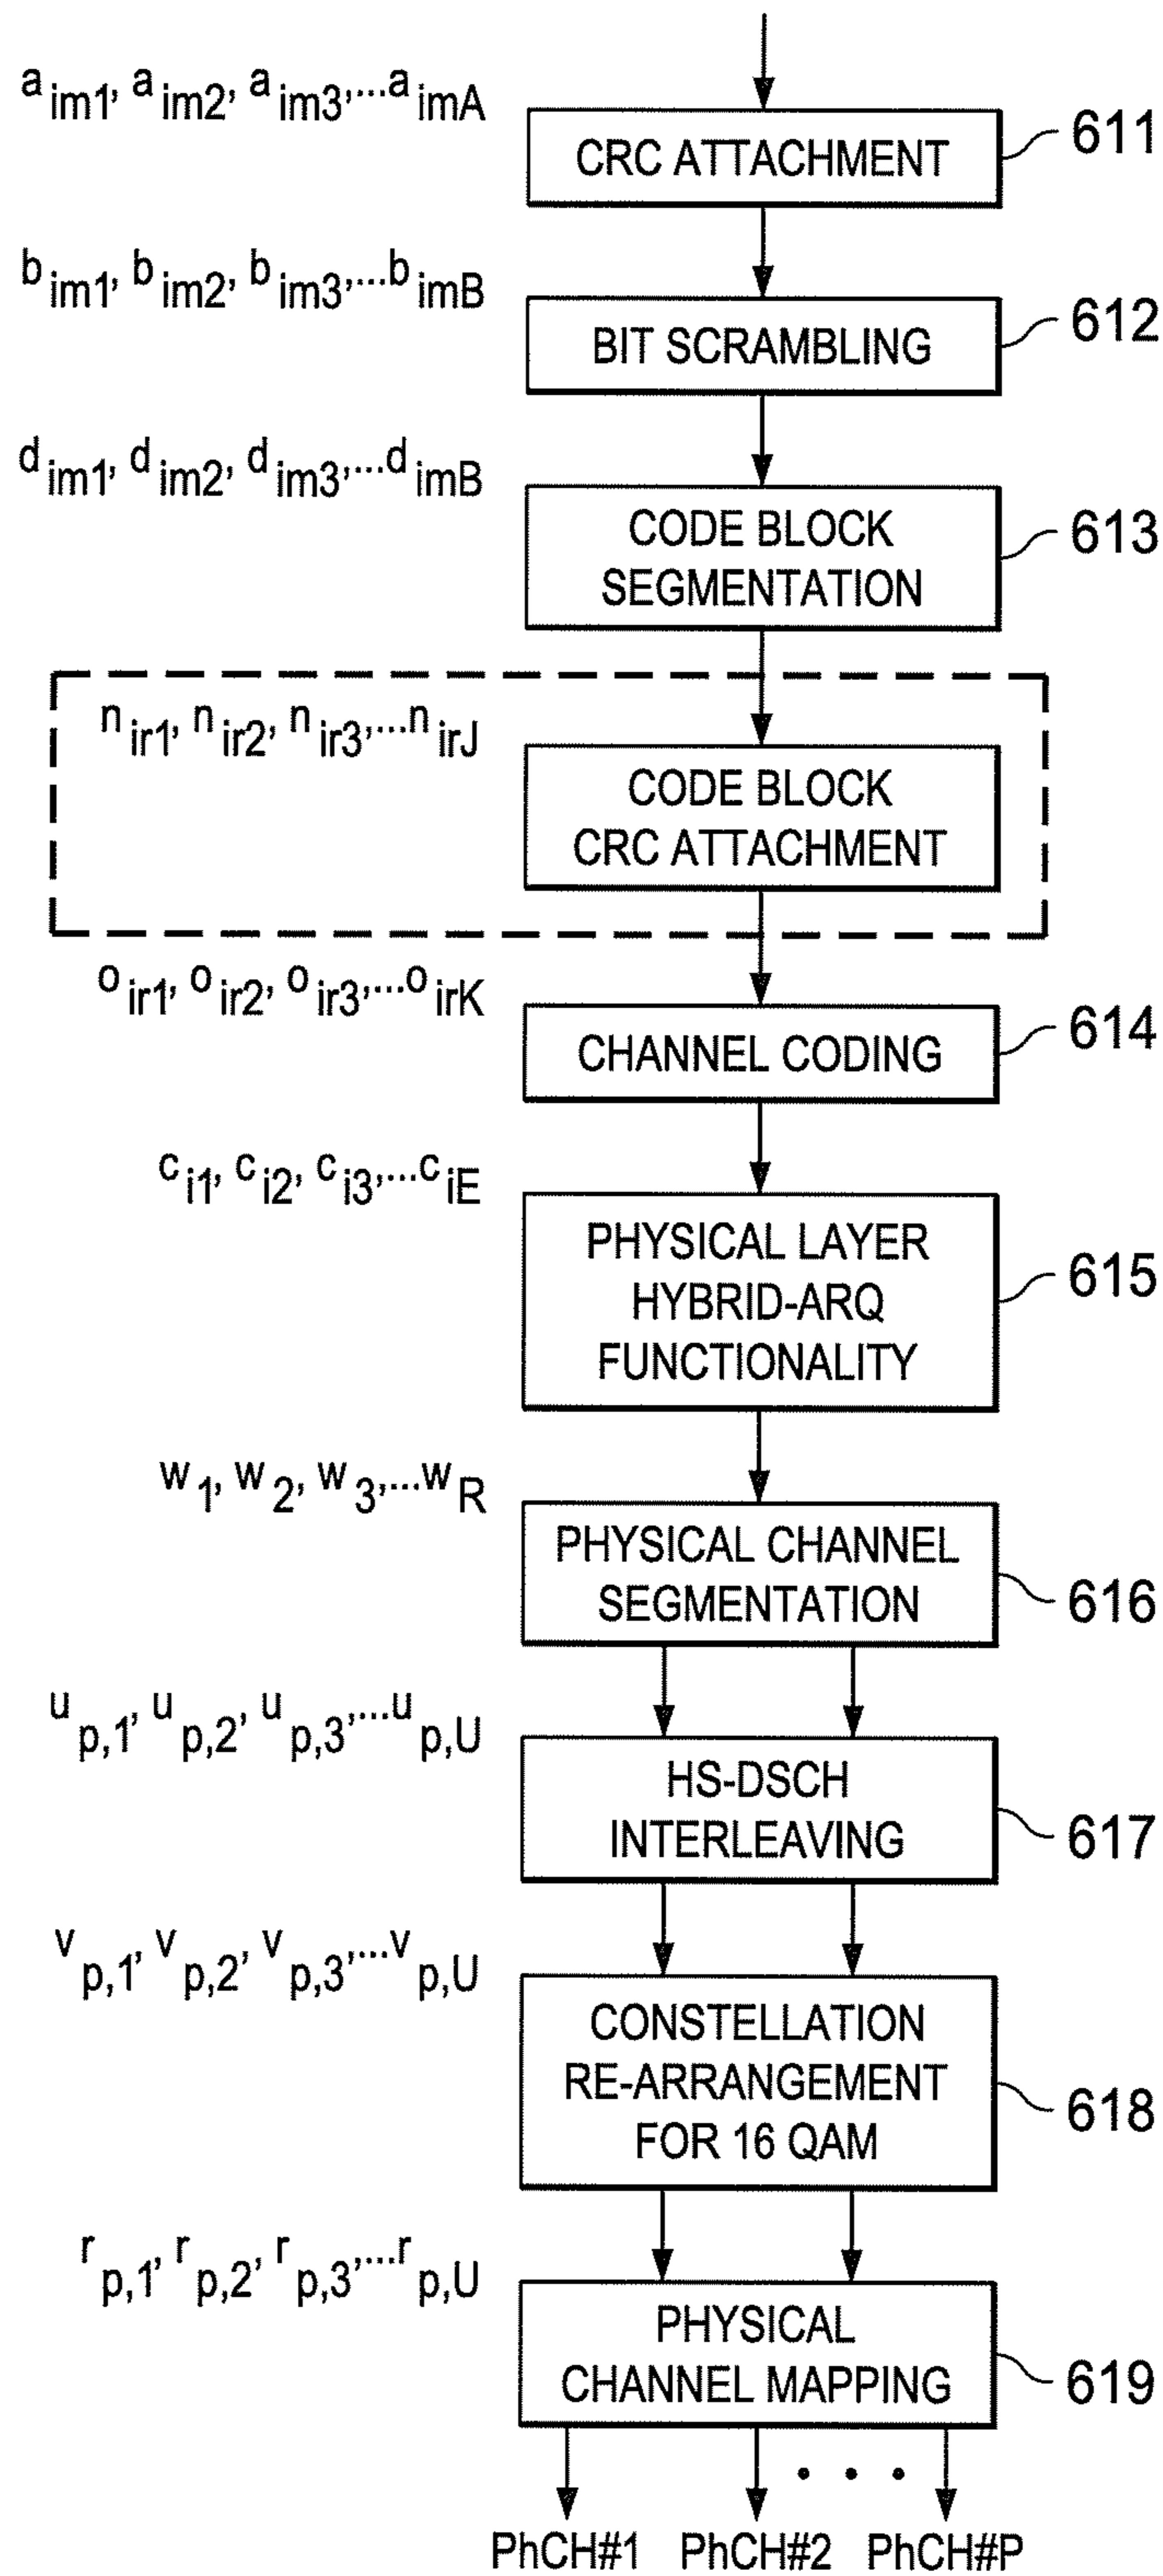 a im1, a im2, a im3,...a imA
CRC ATTACHMENT
611
b im1, b im2, b im3,...b imB
BIT SCRAMBLING
612
d im1, d im2, d im3,...d imB
CODE BLOCK
SEGMENTATION
613
n ir1, n ir2, n ir3,...n irJ
CODE BLOCK
CRC ATTACHMENT
o ir1, o ir2, o ir3,...o irK
CHANNEL CODING
614
c i1, c i2, c i3,...c iE
PHYSICAL LAYER
HYBRID-ARQ
FUNCTIONALITY
615
w 1, w 2, w 3,...w R
PHYSICAL CHANNEL
SEGMENTATION
616
u p,1, u p,2, u p,3,...u p,U
HS-DSCH
INTERLEAVING
617
v p,1, v p,2, v p,3,...v p,U
CONSTELLATION
RE-ARRANGEMENT
FOR 16 QAM
618
r p,1, r p,2, r p,3,...r p,U
PHYSICAL
CHANNEL MAPPING
619
• • •
PhCH#1 PhCH#2 PhCH#P